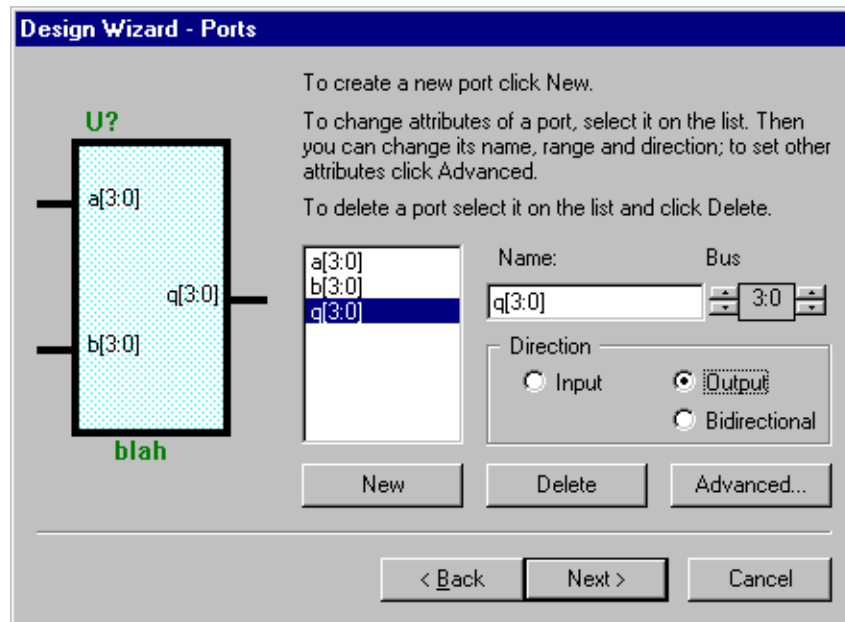 Design Wizard - Ports
To create a new port click New.
To change attributes of a port, select it on the list. Then
you can change its name, range and direction; to set other
attributes click Advanced.
To delete a port select it on the list and click Delete.
U?
a[3:0]
q[3:0]
b[3:0]
blah
a[3:0]
b[3:0]
q[3:0]
Name:
Bus
q[3:0]
3:0
Direction
Input
Output
Bidirectional
New
Delete
Advanced...
< Back
Next >
Cancel